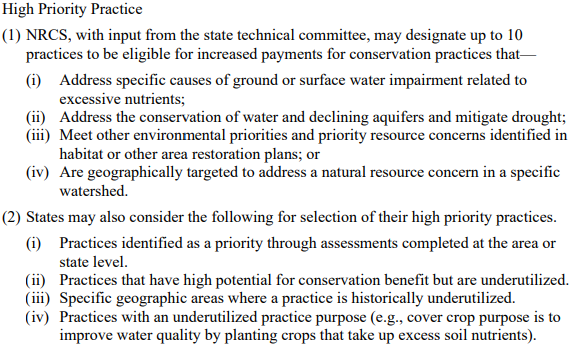 High Priority Practice
(1) NRCS, with input from the state technical committee, may designate up to 10
practices to be eligible for increased payments for conservation practices that—
(i) Address specific causes of ground or surface water impairment related to
excessive nutrients;
(ii) Address the conservation of water and declining aquifers and mitigate drought;
(iii) Meet other environmental priorities and priority resource concerns identified in
habitat or other area restoration plans; or
(iv) Are geographically targeted to address a natural resource concern in a specific
watershed.
(2) States may also consider the following for selection of their high priority practices.
(i) Practices identified as a priority through assessments completed at the area or
state level.
(ii) Practices that have high potential for conservation benefit but are underutilized.
(iii) Specific geographic areas where a practice is historically underutilized.
(iv) Practices with an underutilized practice purpose (e.g., cover crop purpose is to
improve water quality by planting crops that take up excess soil nutrients).